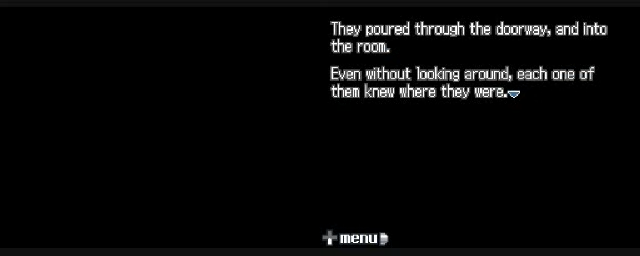 They poured through the doorway, and into
the room.
Even without looking around, each one of
them knew where they were.
menu